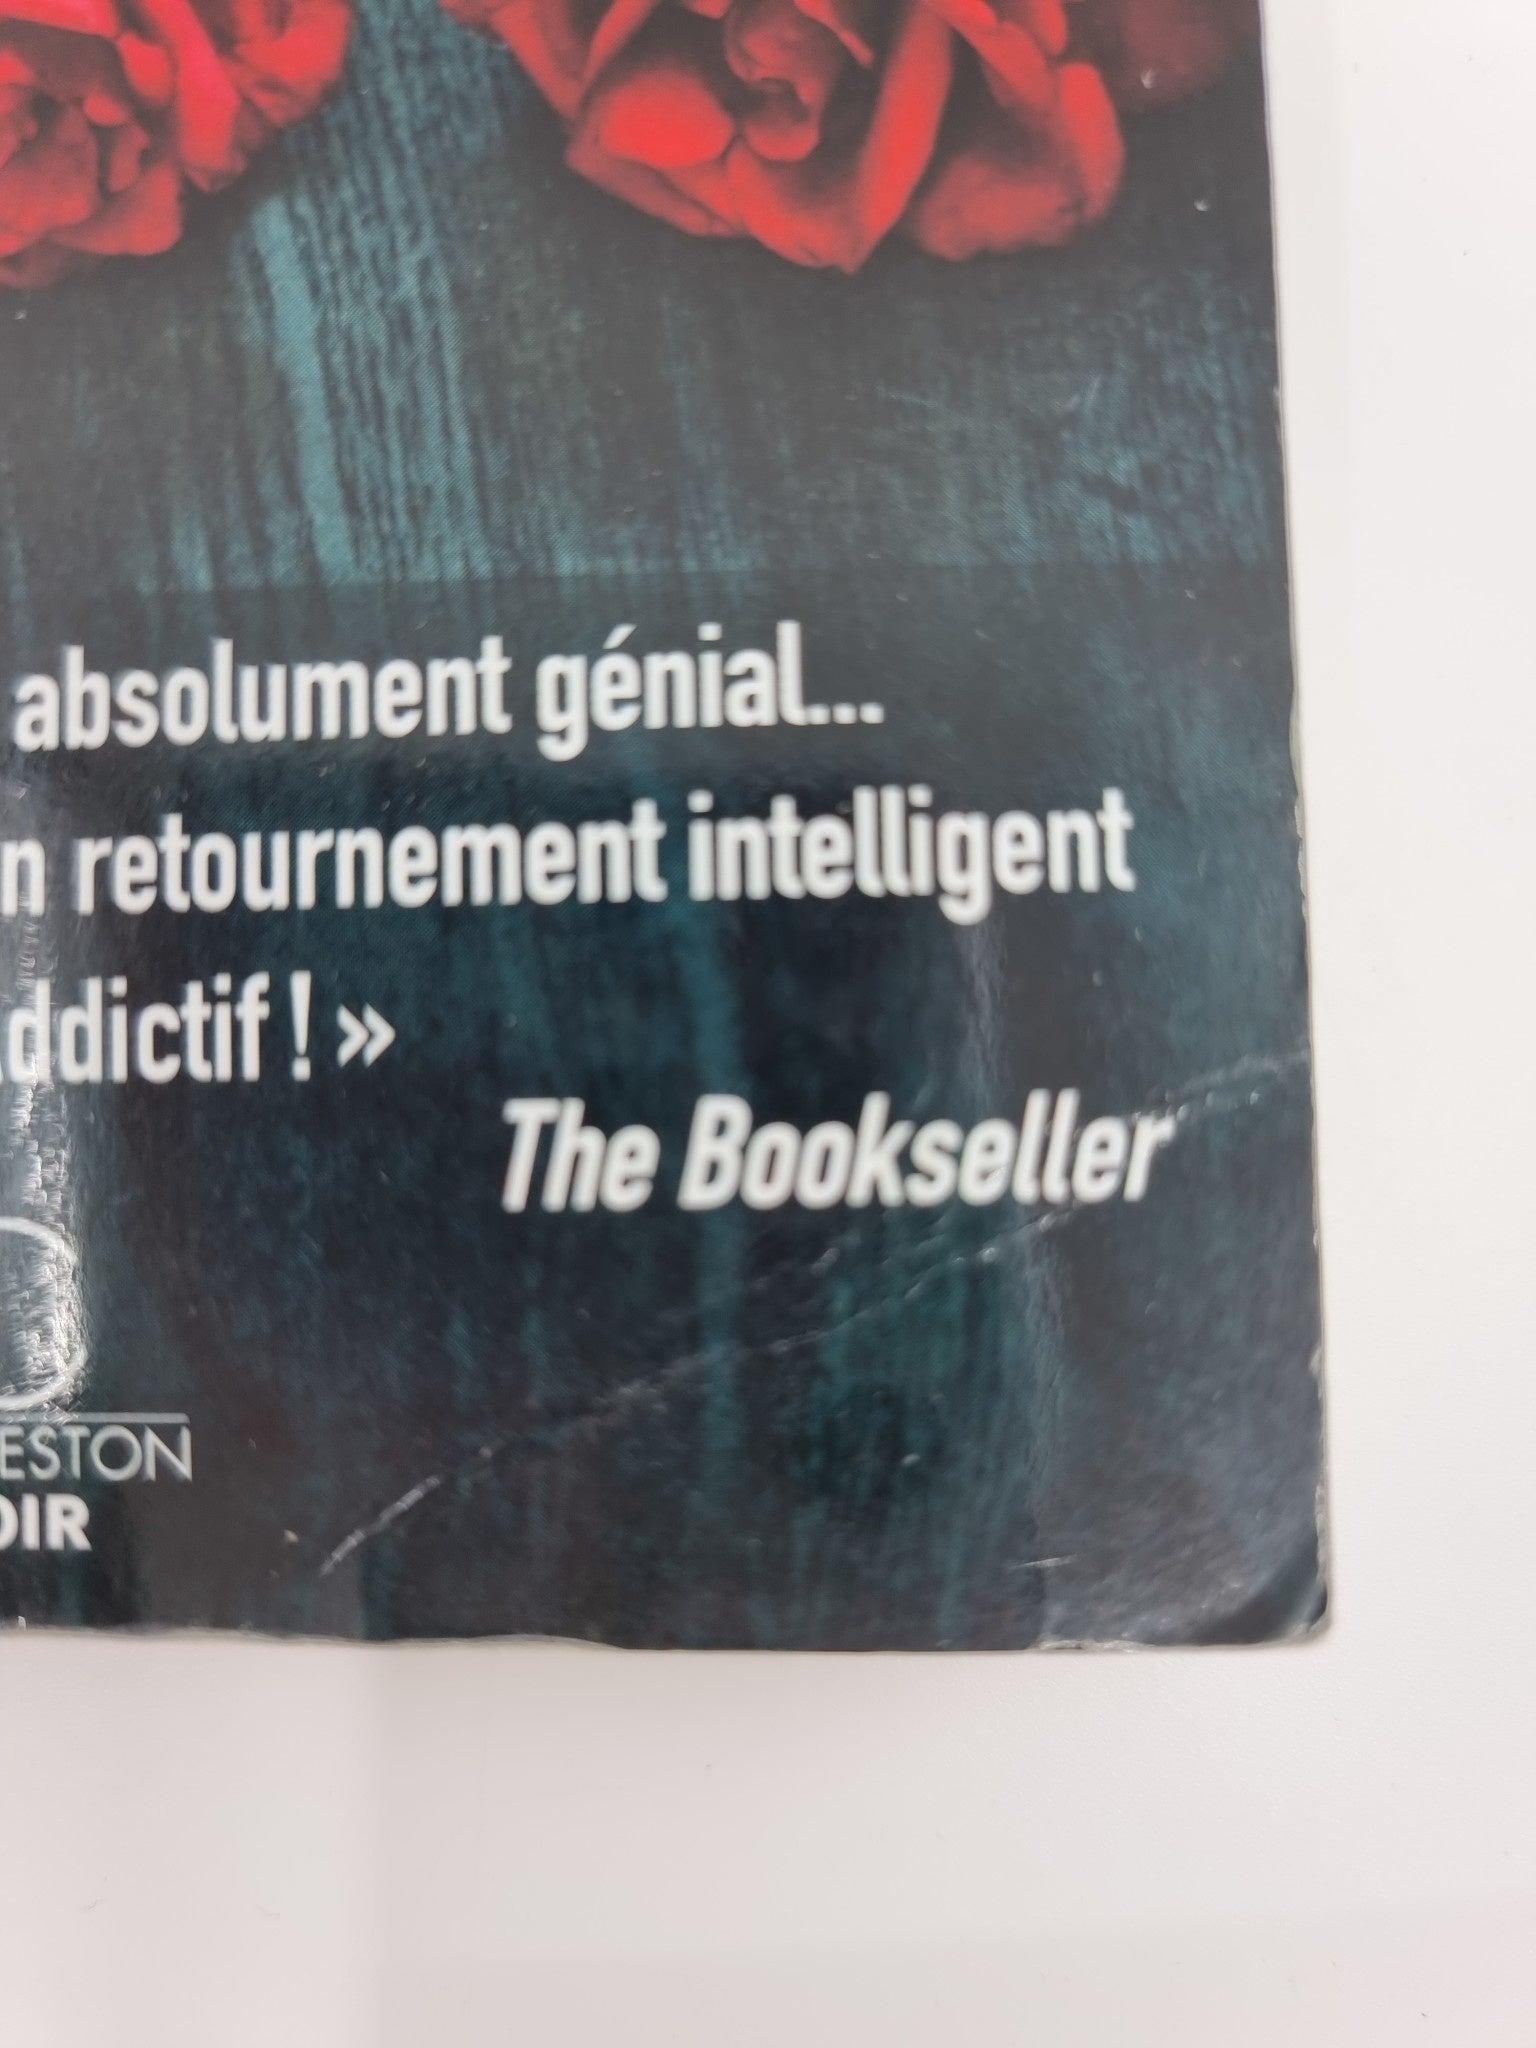 absolument génial...
n retournement intelligent
ddictif ! »
The Bookseller
ESTON
OIR